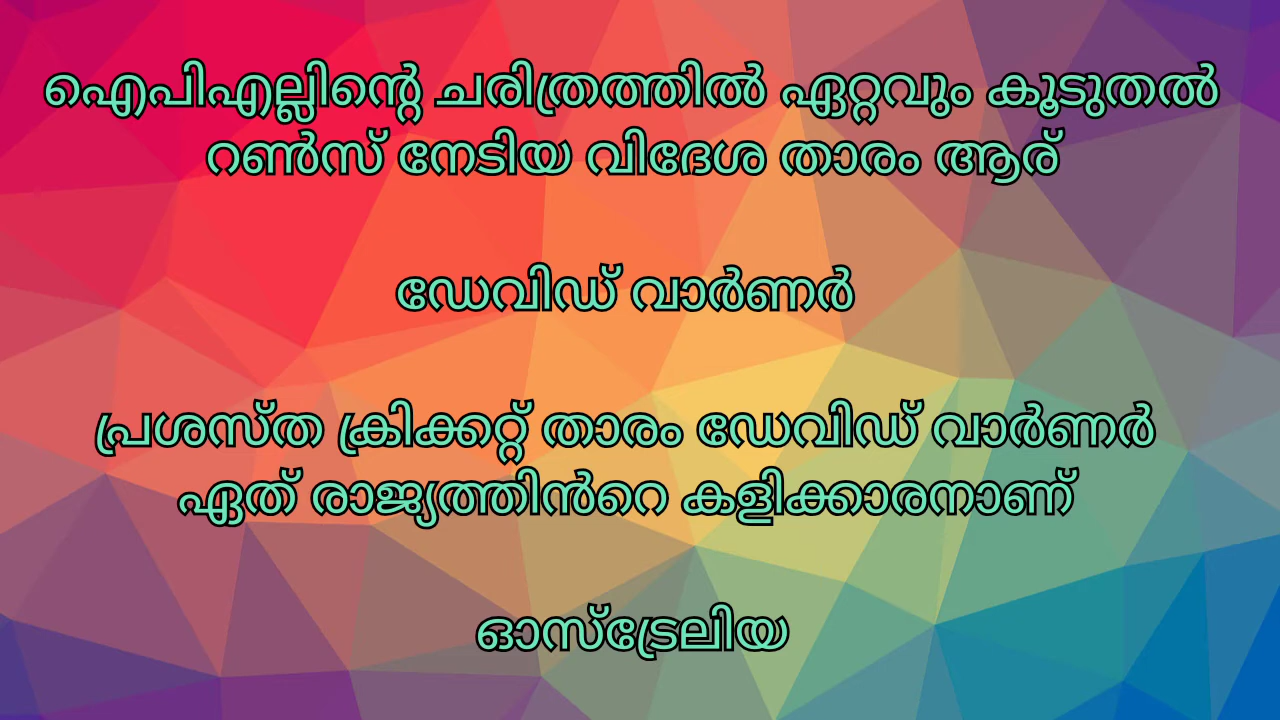 ഐപിഎല്ലിന്റെ ചരിത്രത്തിൽ ഏറ്റവും കൂടുതൽ
റൺസ് നേടിയ വിദേശ താരം ആര്
ഡേവിഡ് വാർണർ
പ്രശസ്ത ക്രിക്കറ്റ് താരം ഡേവിഡ് വാർണർ
ഏത് രാജ്യത്തിൻറെ കളിക്കാരനാണ്
ഓസ്ട്രേലിയ